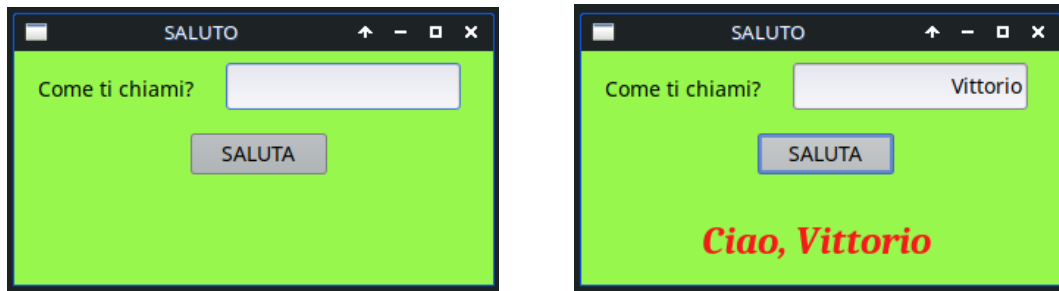 SALUTO
Come ti chiami?
SALUTA
SALUTO
Come ti chiami? Vittorio
SALUTA
Ciao, Vittorio